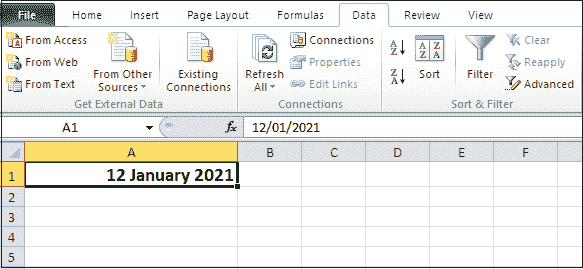 File Home Insert Page Layout Formulas Data Review View
From Access
From Web
From Text
From Other Sources
Existing Connections
Get External Data
Refresh All
Connections
Properties
Edit Links
Connections
A Z
Z A
A Z Z A
Sort
Filter
Clear
Reapply
Advanced
Sort & Filter
A1 fx 12/01/2021
A B C D E F
1 12 January 2021
2
3
4
5